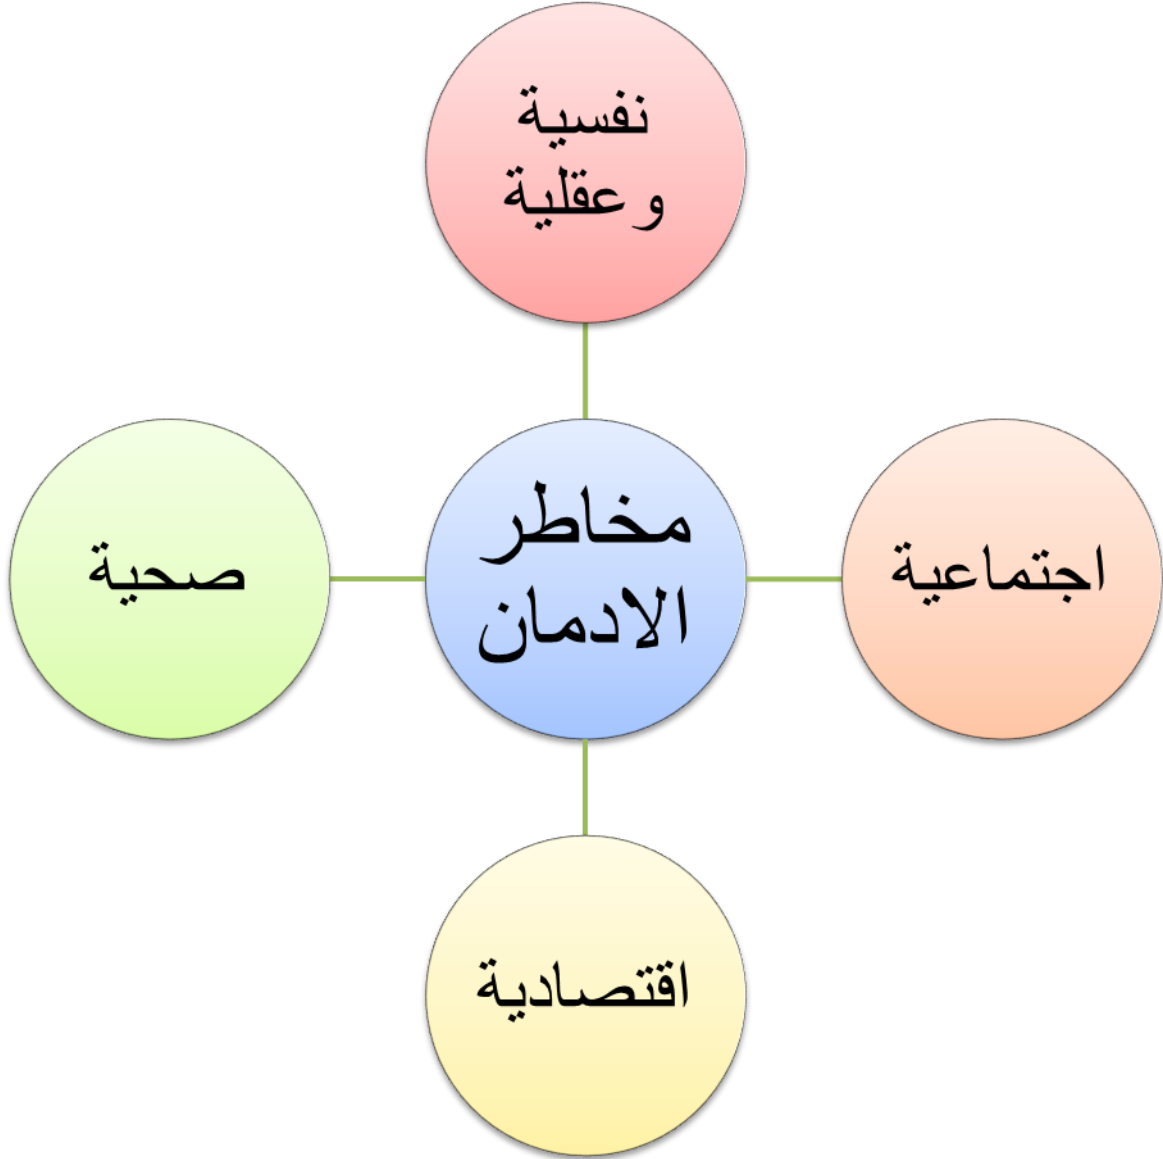 نفسية
وعقلية
مخاطر
الادمان
اجتماعية
صحية
اقتصادية